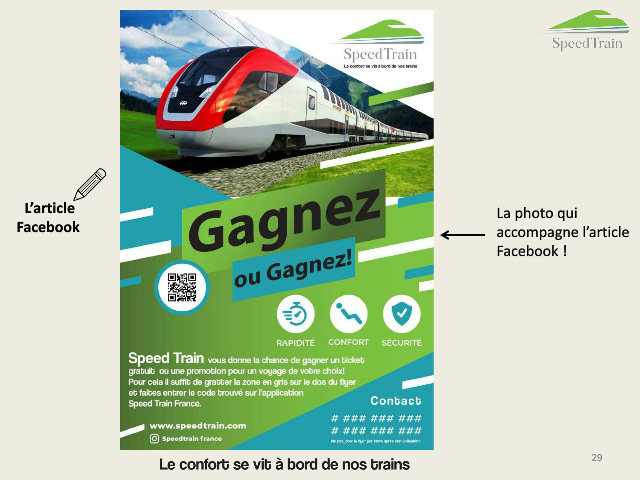 SpeedTrain
SpeedTrain
Le confort se vit à bord de nos trains
L'article
Facebook
Gagnez
ou Gagnez!
La photo qui
accompagne l'article
Facebook !
RAPIDITÉ CONFORT SÉCURITÉ
Speed Train vous donne la chance de gagner un ticket
gratuit ou une promotion pour un voyage de votre choix!
Pour cela il suffit de gratter la zone en gris sur le dos du flyer
et faites entrer le code trouvé sur l'application
Speed Train France.
Contact
www.speedtrain.com
# ### ### ###
# ### ### ###
Speedtrain france
Le confort se vit à bord de nos trains
29